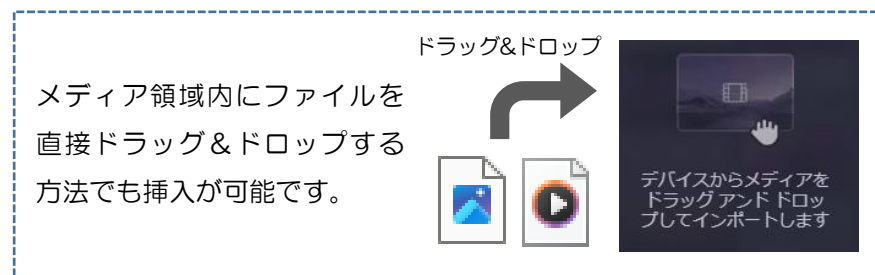 メディア領域内にファイルを
直接ドラッグ＆ドロップする
方法でも挿入が可能です。
ドラッグ&ドロップ
デバイスからメディアを
ドラッグ アンド ドロッ
プしてインポートします